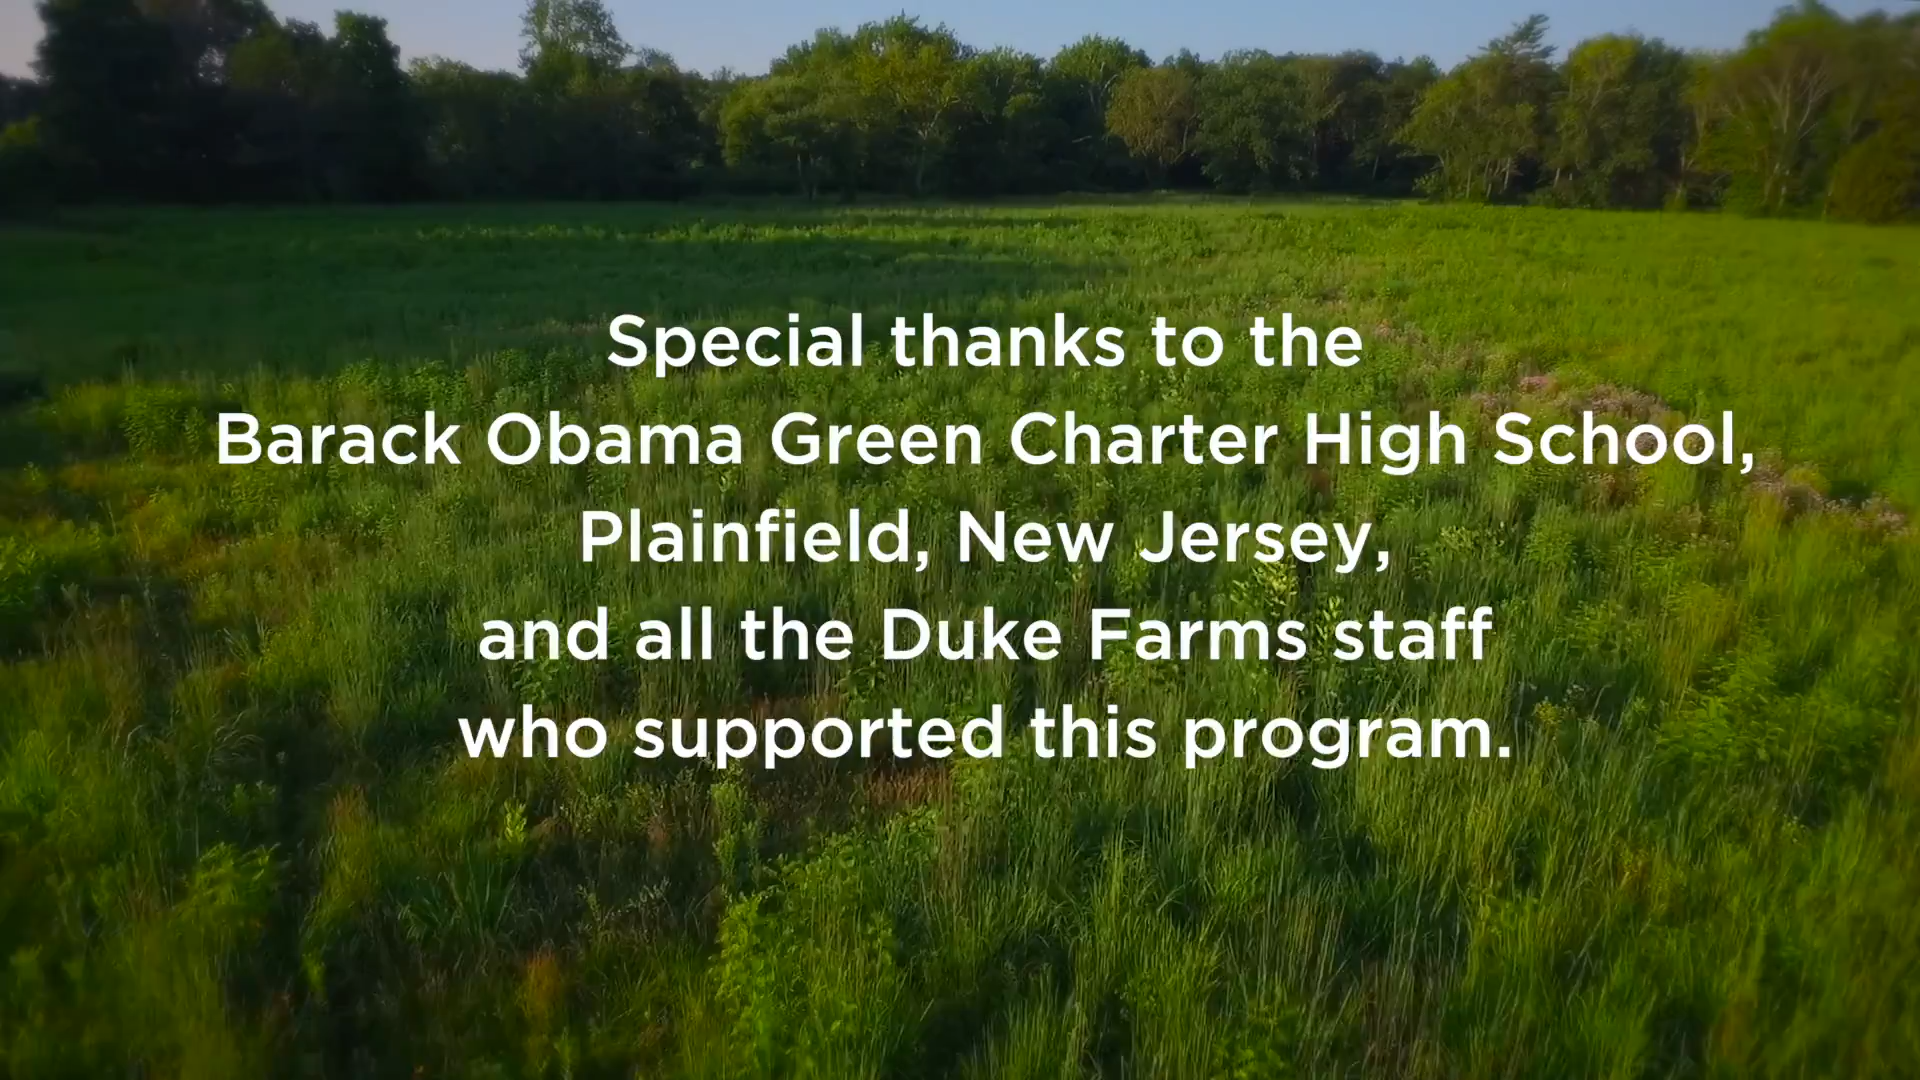 Special thanks to the
Barack Obama Green Charter High School,
Plainfield, New Jersey,
and all the Duke Farms staff
who supported this program.